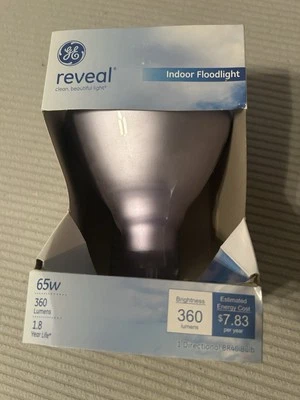 GE
reveal®
clean, beautiful light®
Indoor Floodlight
65w
360
Lumens
1.8
Year Life*
Brightness
360
lumens
Estimated
Energy Cost
$7.83
per year